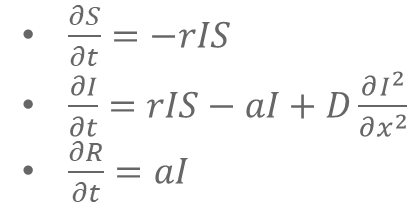 • ∂S/∂t = −rIS
• ∂I/∂t = rIS − aI + D ∂I²/∂x²
• ∂R/∂t = aI